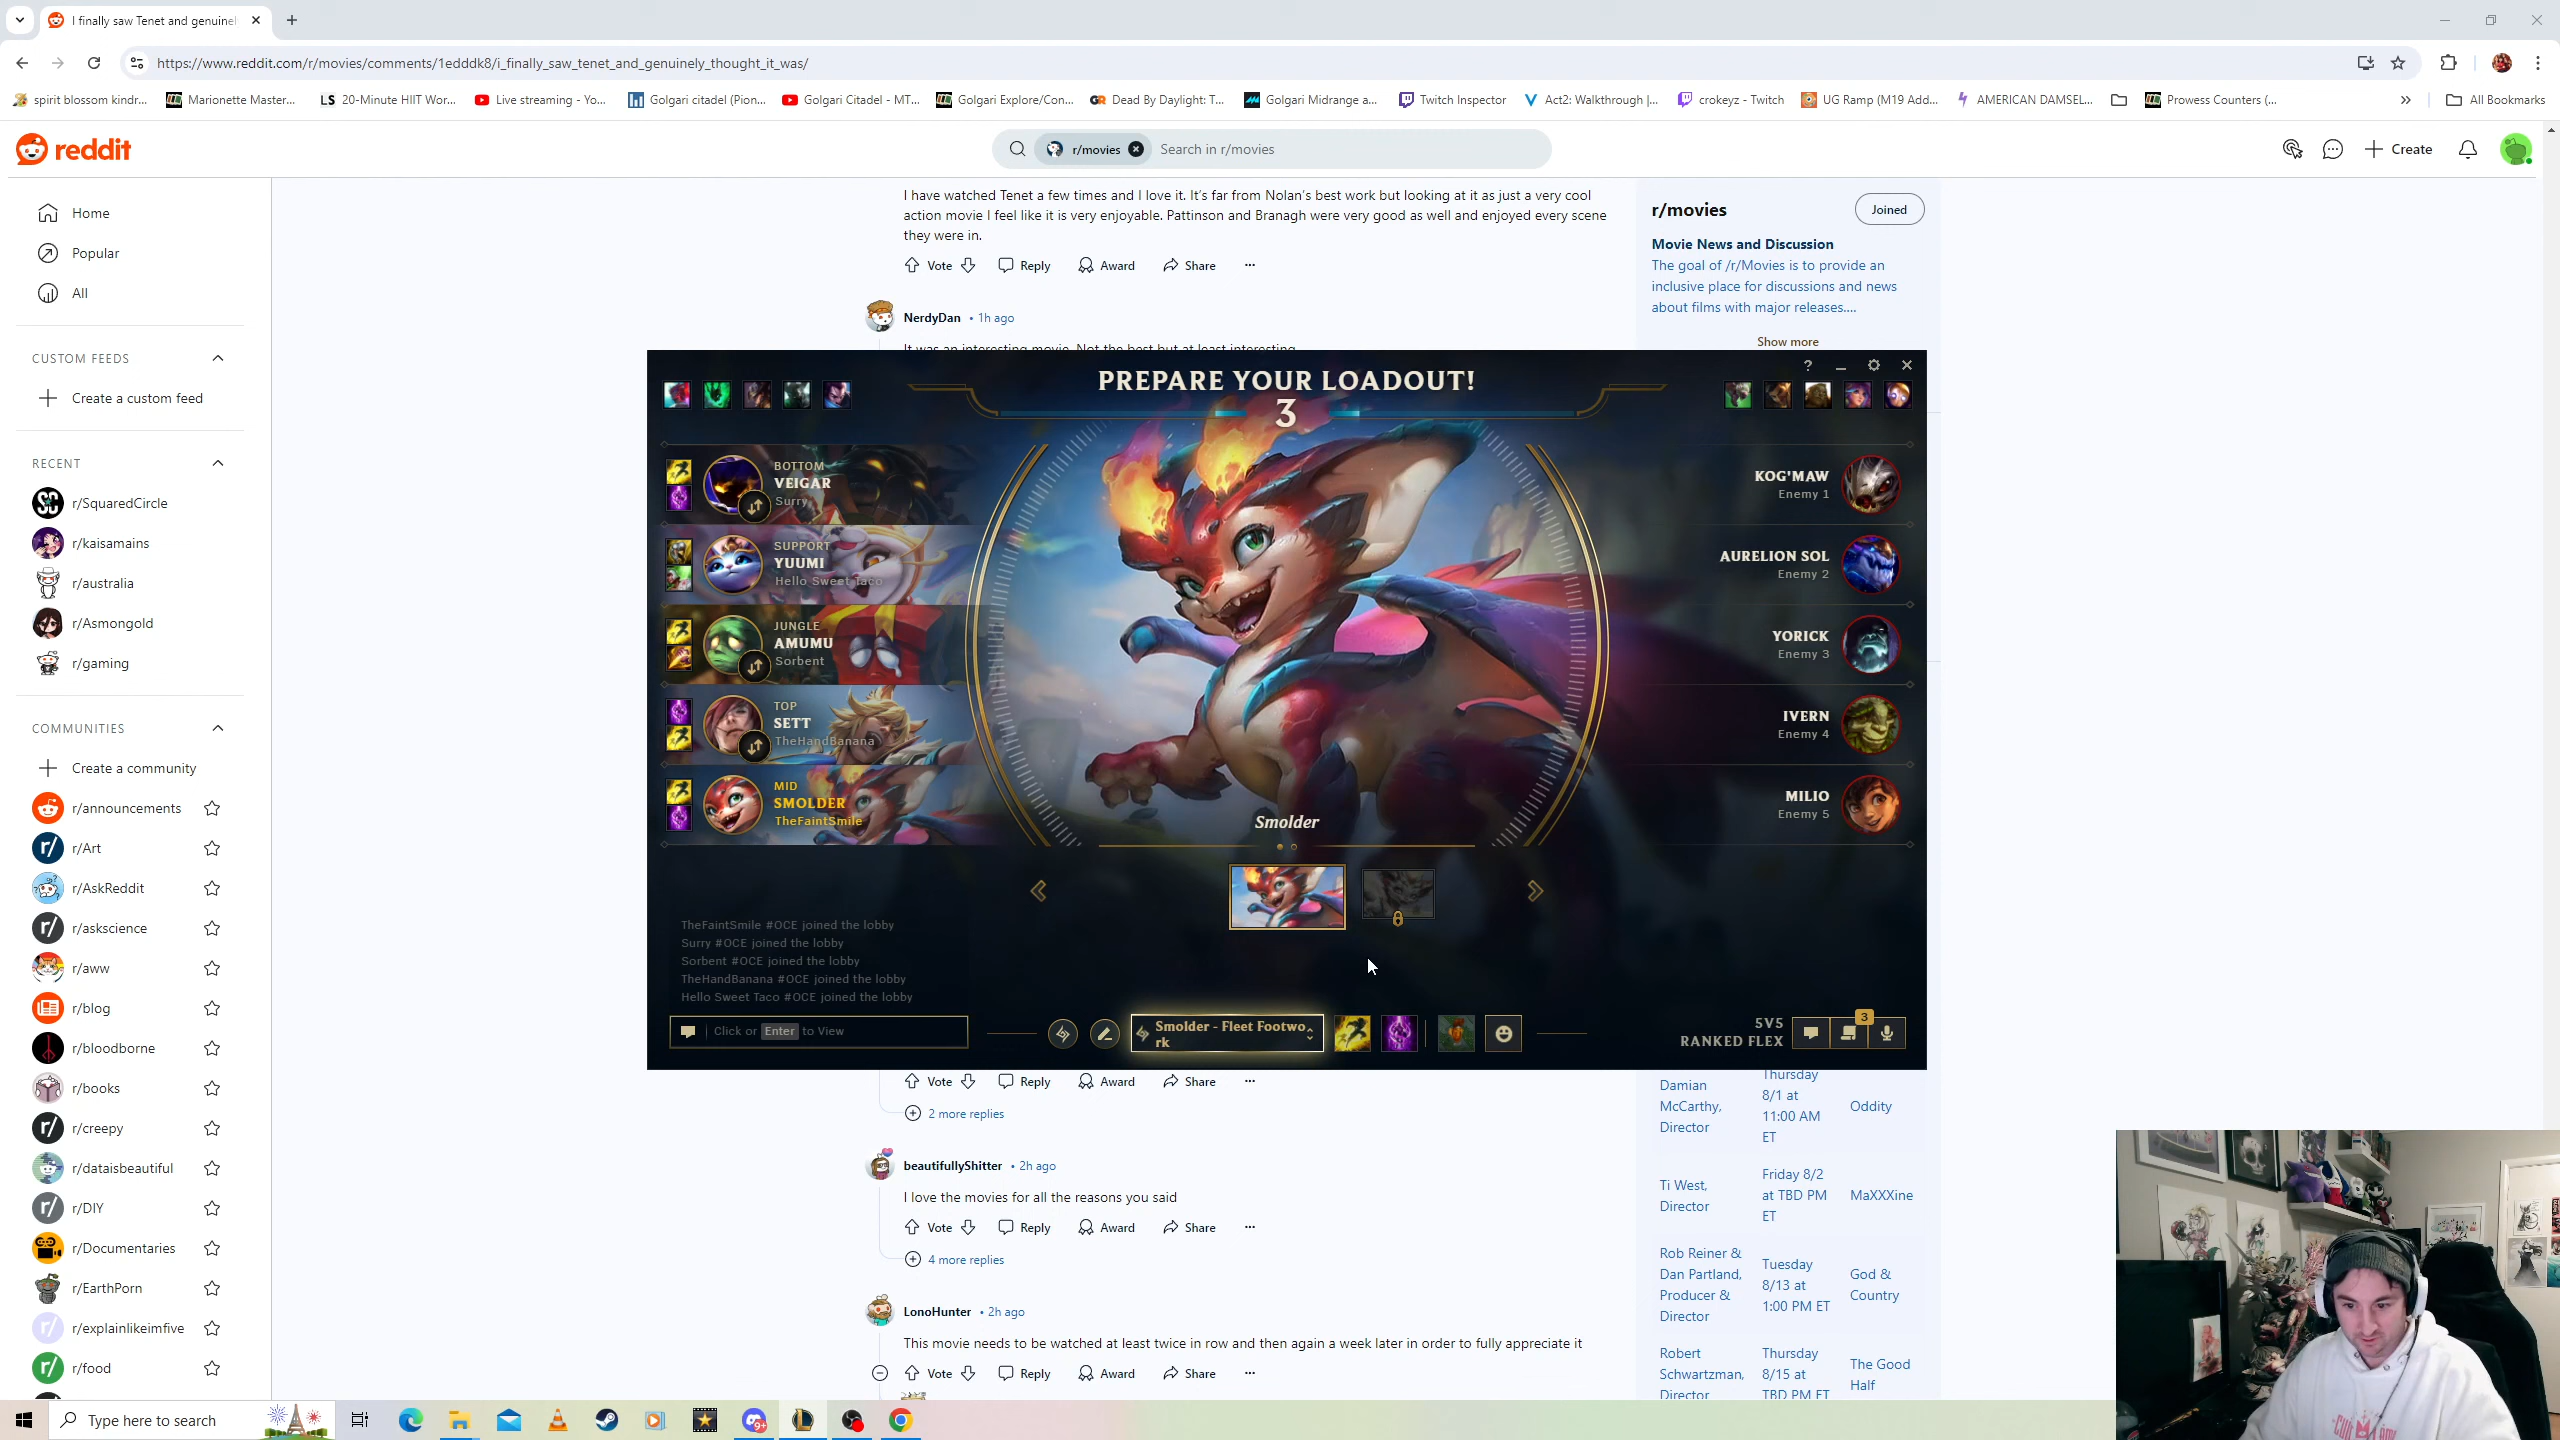 I finally saw Tenet and genuinel
https://www.reddit.com/r/movies/comments/1edddk8/i_finally_saw_tenet_and_genuinely_thought_it_was/
spirit blossom kindr...
Marionette Master...
LS 20-Minute HIIT Wor...
Live streaming - Yo...
Golgari citadel (Pion...
Golgari Citadel - MT...
Golgari Explore/Con...
Dead By Daylight: T...
Golgari Midrange a...
Twitch Inspector
Act2: Walkthrough |...
crokeyz - Twitch
UG Ramp (M19 Add...
AMERICAN DAMSEL...
Prowess Counters (...
All Bookmarks
reddit
r/movies
Search in r/movies
Create
Home
Popular
All
CUSTOM FEEDS
Create a custom feed
RECENT
r/SquaredCircle
r/kaisamains
r/australia
r/Asmongold
r/gaming
COMMUNITIES
Create a community
r/announcements
r/Art
r/AskReddit
r/askscience
r/aww
r/blog
r/bloodborne
r/books
r/creepy
r/dataisbeautiful
r/DIY
r/Documentaries
r/EarthPorn
r/explainlikeimfive
r/food
I have watched Tenet a few times and I love it. It's far from Nolan's best work but looking at it as just a very cool
action movie I feel like it is very enjoyable. Pattinson and Branagh were very good as well and enjoyed every scene
they were in.
Vote Reply Award Share ...
NerdyDan • 1h ago
It was an interesting movie. Not the best but at least interesting
r/movies
Joined
Movie News and Discussion
The goal of /r/Movies is to provide an
inclusive place for discussions and news
about films with major releases....
Show more
PREPARE YOUR LOADOUT!
3
BOTTOM
VEIGAR
Surry
SUPPORT
YUUMI
Hello Sweet Taco
JUNGLE
AMUMU
Sorbent
TOP
SETT
TheHandBanana
MID
SMOLDER
TheFaintSmile
KOG'MAW
Enemy 1
AURELION SOL
Enemy 2
YORICK
Enemy 3
IVERN
Enemy 4
MILIO
Enemy 5
Smolder
TheFaintSmile #OCE joined the lobby
Surry #OCE joined the lobby
Sorbent #OCE joined the lobby
TheHandBanana #OCE joined the lobby
Hello Sweet Taco #OCE joined the lobby
Click or Enter to View
Smolder - Fleet Footwo
rk
5V5
RANKED FLEX
3
Vote Reply Award Share ...
2 more replies
beautifullyShitter • 2h ago
I love the movies for all the reasons you said
Vote Reply Award Share ...
4 more replies
LonoHunter • 2h ago
This movie needs to be watched at least twice in row and then again a week later in order to fully appreciate it
Vote Reply Award Share ...
Damian
McCarthy,
Director
Thursday
8/1 at
11:00 AM
ET
Oddity
Ti West,
Director
Friday 8/2
at TBD PM
ET
MaXXXine
Rob Reiner &
Dan Partland,
Producer &
Director
Tuesday
8/13 at
1:00 PM ET
God &
Country
Robert
Schwartzman,
Director
Thursday
8/15 at
TBD PM ET
The Good
Half
Type here to search
9+